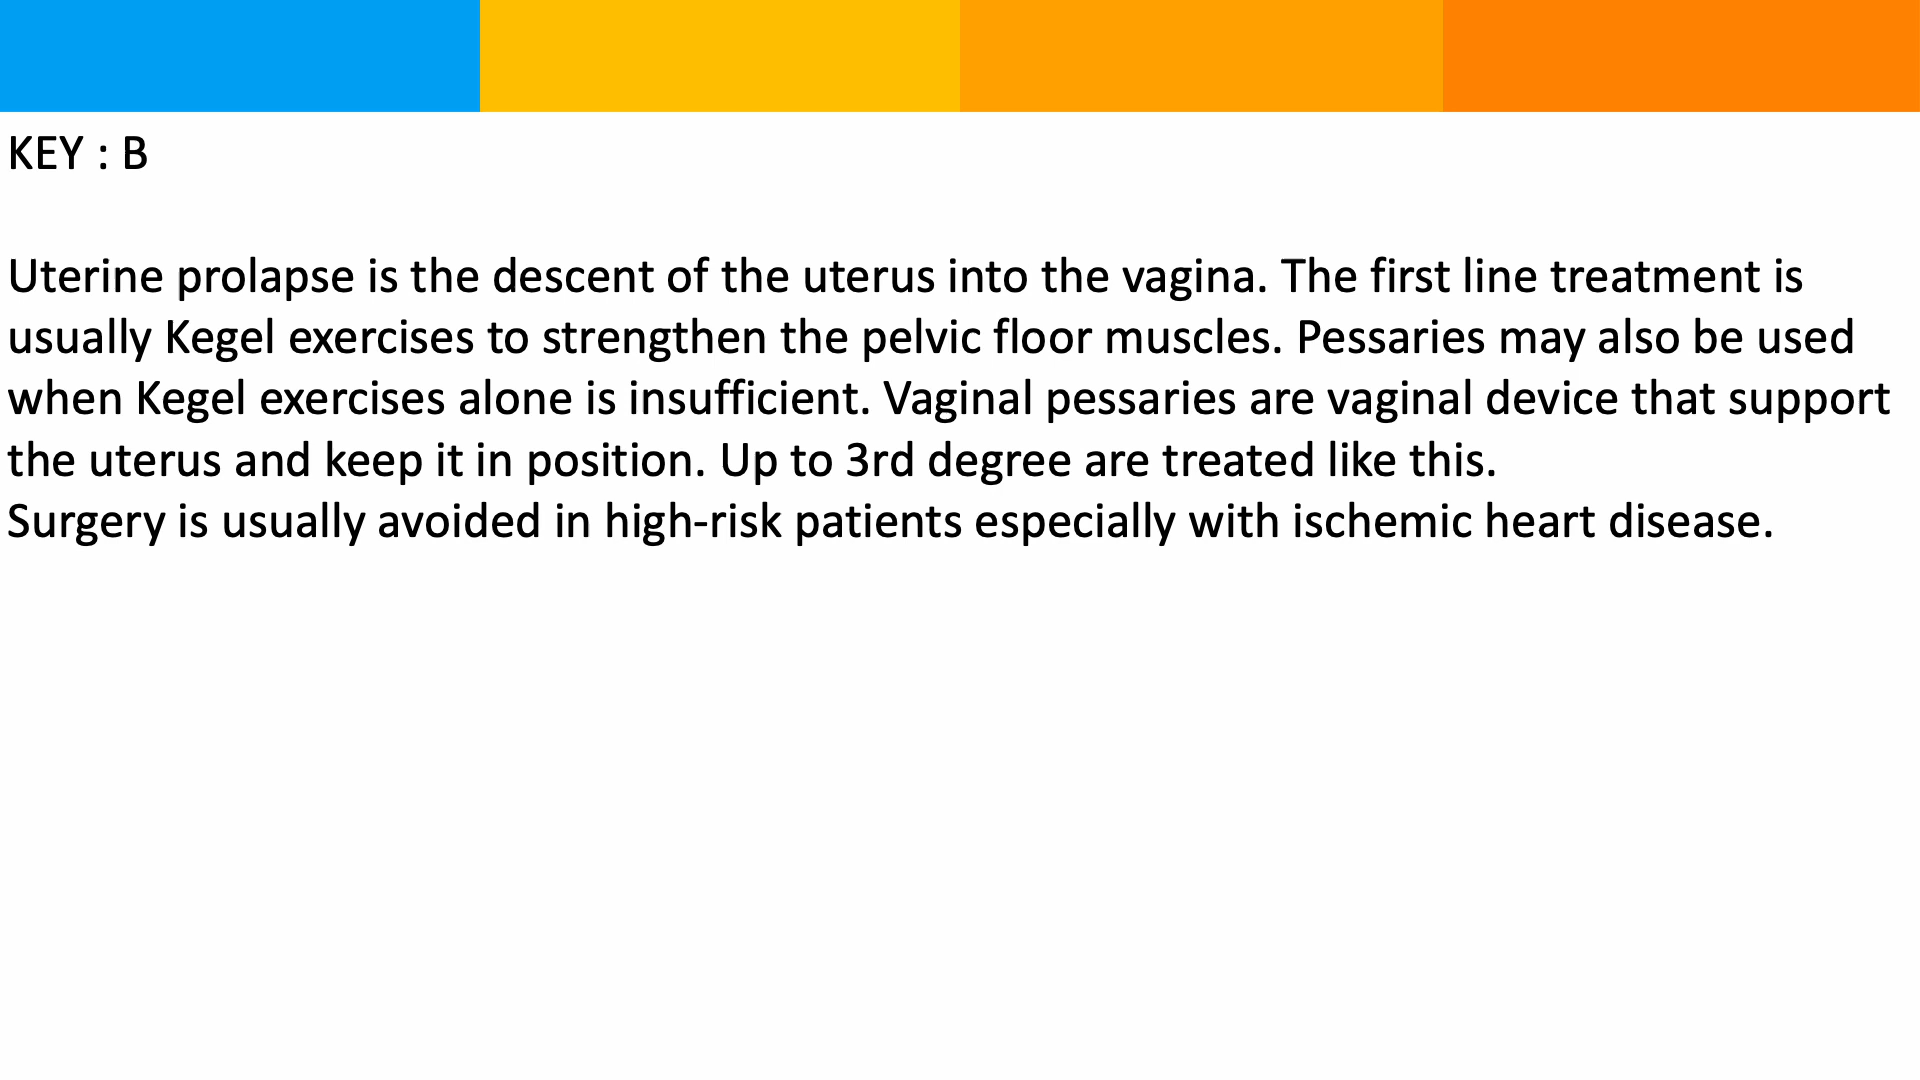 KEY : B
Uterine prolapse is the descent of the uterus into the vagina. The first line treatment is
usually Kegel exercises to strengthen the pelvic floor muscles. Pessaries may also be used
when Kegel exercises alone is insufficient. Vaginal pessaries are vaginal device that support
the uterus and keep it in position. Up to 3rd degree are treated like this.
Surgery is usually avoided in high-risk patients especially with ischemic heart disease.